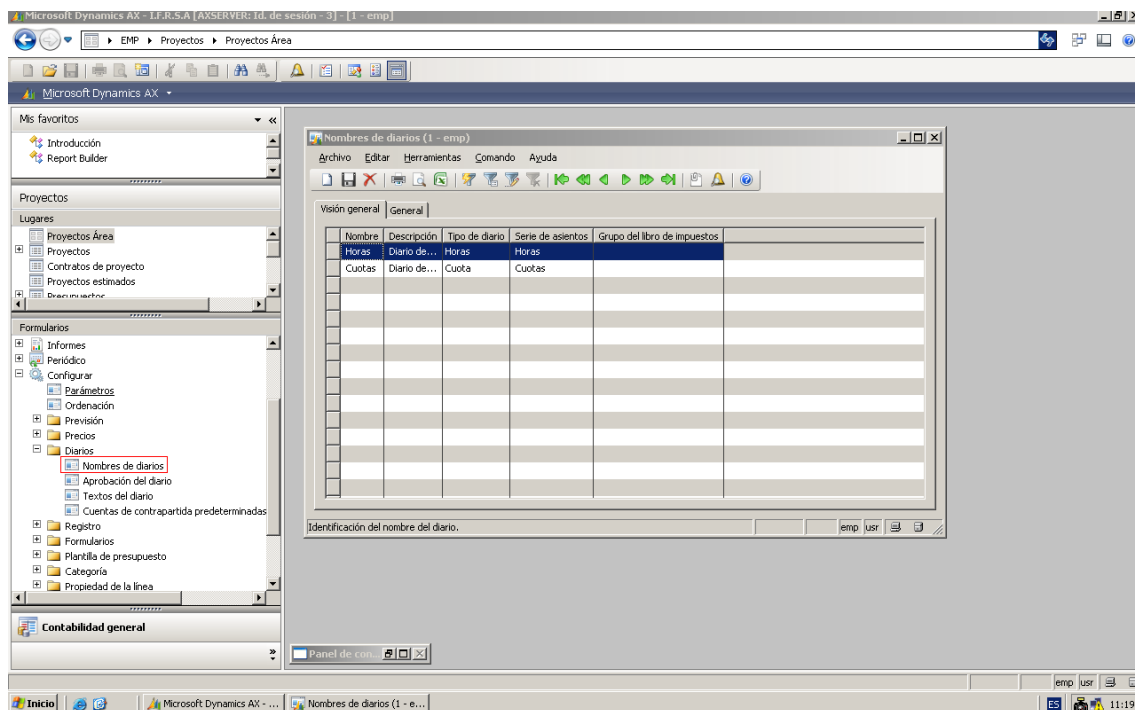 Microsoft Dynamics AX - I.F.R.S.A [AXSERVER: Id. de sesión - 3] - [1 - emp]
EMP Proyectos Proyectos Área
Microsoft Dynamics AX
Mis favoritos
Introducción
Report Builder
Proyectos
Lugares
Proyectos Área
Proyectos
Contratos de proyecto
Proyectos estimados
Presupuestos
Formularios
Informes
Periódico
Configurar
Parámetros
Ordenación
Previsión
Precios
Diarios
Nombres de diarios
Aprobación del diario
Textos del diario
Cuentas de contrapartida predeterminadas
Registro
Formularios
Plantilla de presupuesto
Categoría
Propiedad de la línea
Contabilidad general
Nombres de diarios (1 - emp)
Archivo Editar Herramientas Comando Ayuda
Visión general General
Nombre Descripción Tipo de diario Serie de asientos Grupo del libro de impuestos
Horas Diario de... Horas Horas
Cuotas Diario de... Cuota Cuotas
Identificación del nombre del diario. emp usr
Panel de con...
emp usr
Inicio Microsoft Dynamics AX - ... Nombres de diarios (1 - e... ES 11:19